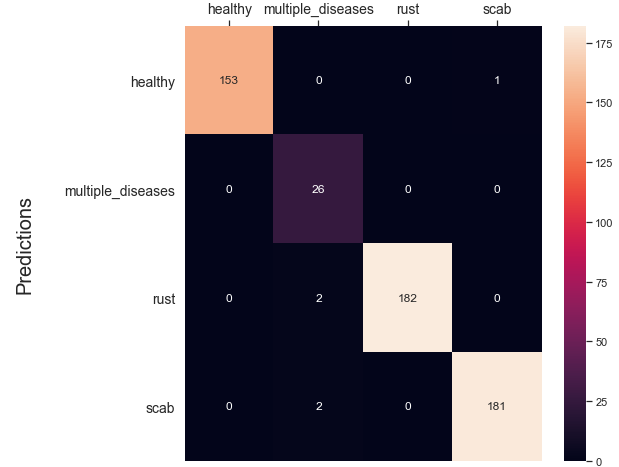 healthy multiple_diseases rust scab
healthy 153 0 0 1
multiple_diseases 0 26 0 0
rust 0 2 182 0
scab 0 2 0 181
Predictions
175
150
125
100
75
50
25
0